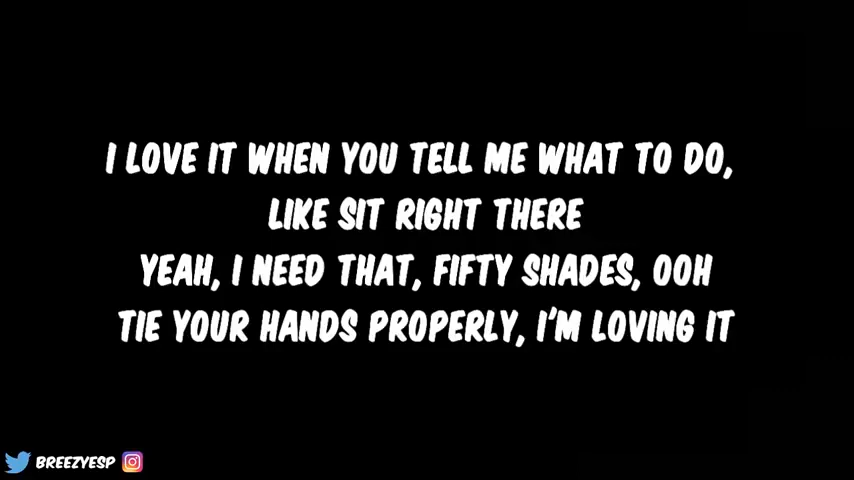 I LOVE IT WHEN YOU TELL ME WHAT TO DO,
LIKE SIT RIGHT THERE
YEAH, I NEED THAT, FIFTY SHADES, OOH
TIE YOUR HANDS PROPERLY, I'M LOVING IT
BREEZYESP